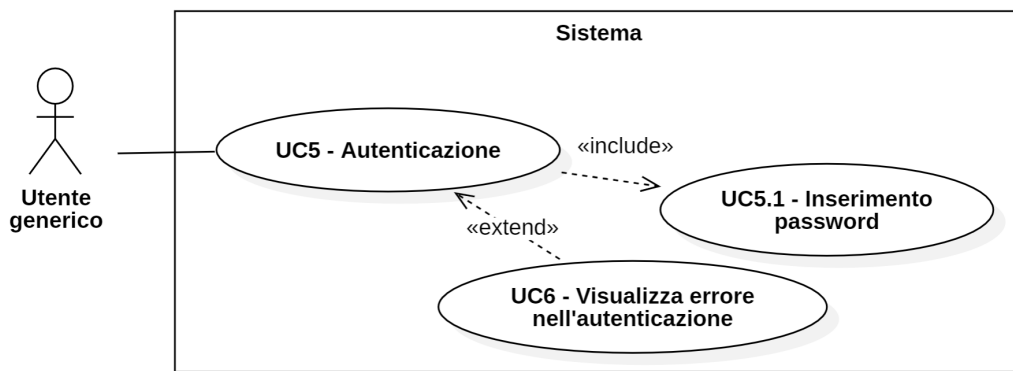 Sistema
UC5 - Autenticazione
«include»
UC5.1 - Inserimento
password
Utente
generico
«extend»
UC6 - Visualizza errore
nell'autenticazione